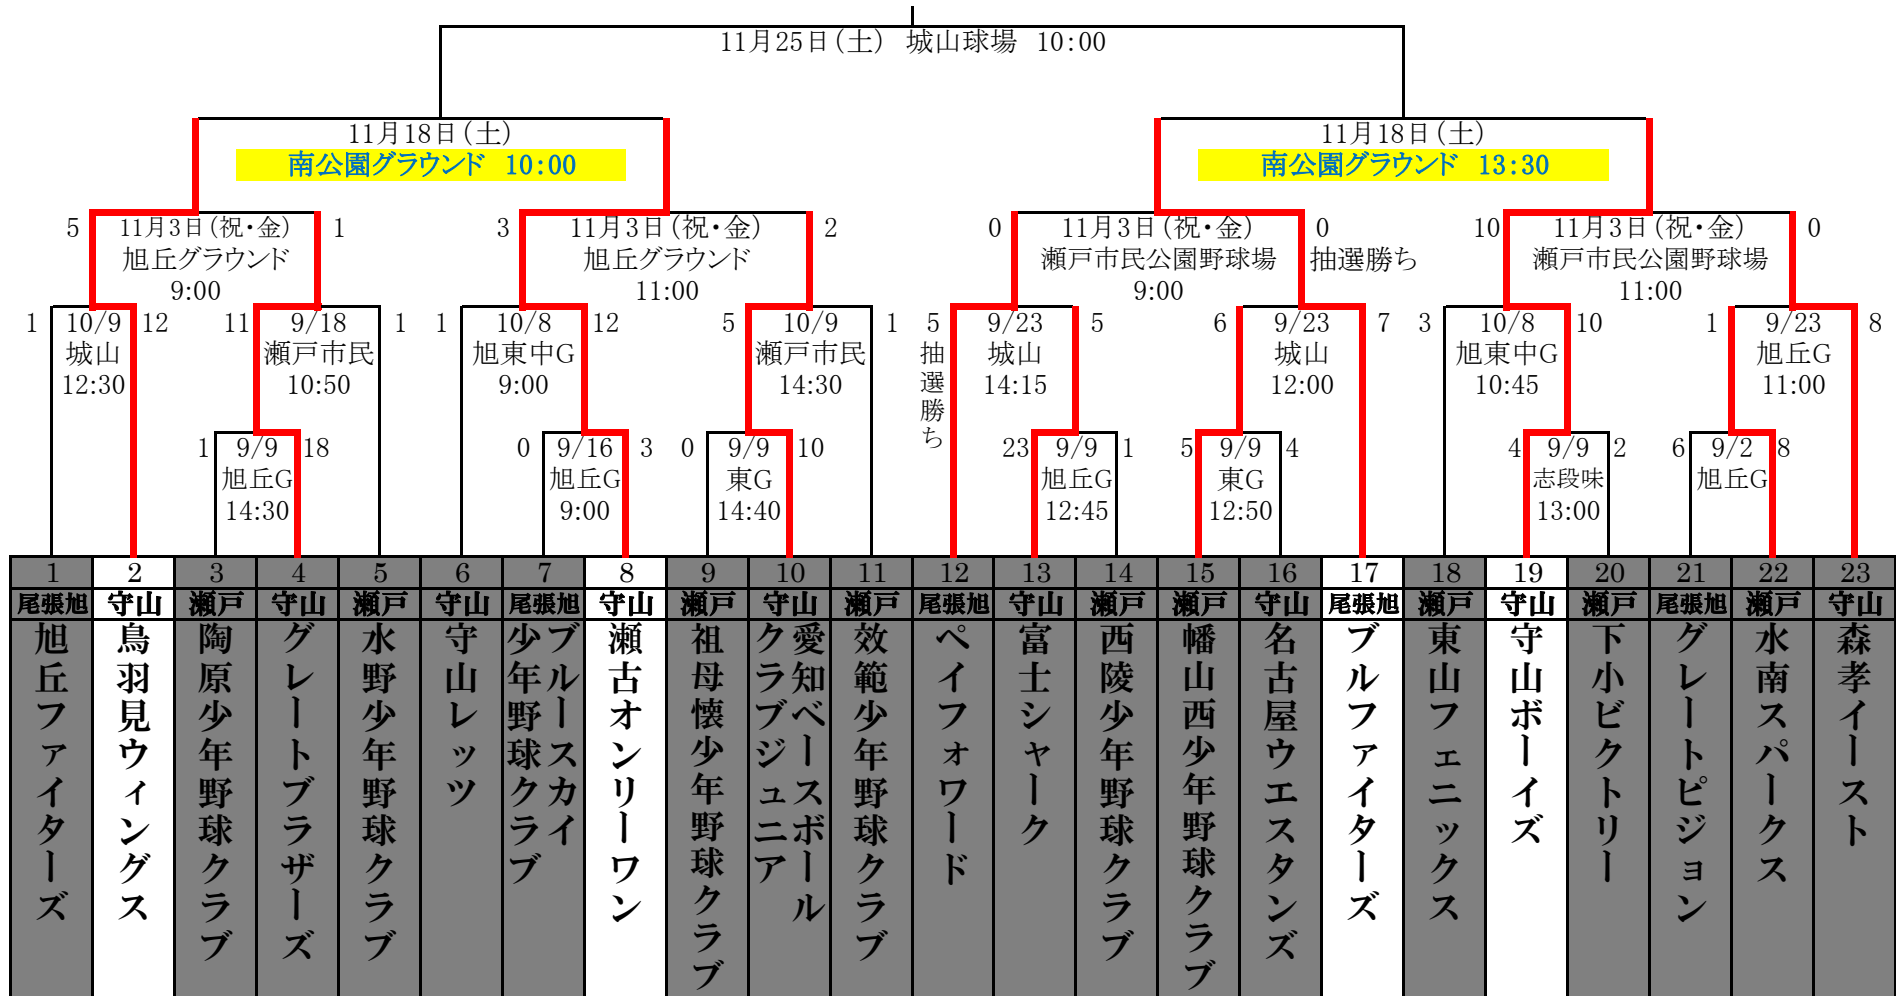 11月25日(土) 城山球場 10:00
11月18日(土)
南公園グラウンド 10:00
11月18日(土)
南公園グラウンド 13:30
5 11月3日(祝・金) 1
旭丘グラウンド
9:00
3 11月3日(祝・金) 2
旭丘グラウンド
11:00
0 11月3日(祝・金) 0
瀬戸市民公園野球場 抽選勝ち
9:00
10 11月3日(祝・金) 0
瀬戸市民公園野球場
11:00
1 10/9 12
城山
12:30
11 9/18 1
瀬戸市民
10:50
1 10/8 12
旭東中G
9:00
5 10/9 1
瀬戸市民
14:30
5 9/23 5
抽選勝ち
城山
14:15
6 9/23 7
城山
12:00
3 10/8 10
旭東中G
10:45
1 9/23 8
旭丘G
11:00
1 9/9 18
旭丘G
14:30
0 9/16 3
旭丘G
9:00
0 9/9 10
東G
14:40
23 9/9 1
旭丘G
12:45
5 9/9 4
東G
12:50
4 9/9 2
志段味
13:00
6 9/2 8
旭丘G
1 2 3 4 5 6 7 8 9 10 11 12 13 14 15 16 17 18 19 20 21 22 23
尾張旭 守山 瀬戸 守山 瀬戸 守山 尾張旭 守山 瀬戸 守山 瀬戸 尾張旭 守山 瀬戸 瀬戸 守山 尾張旭 瀬戸 守山 瀬戸 尾張旭 瀬戸 守山
旭丘ファイターズ
鳥羽見ウィングス
陶原少年野球クラブ
グレートブラザーズ
水野少年野球クラブ
守山レッツ
ブルースカイ
少年野球クラブ
瀬古オンリーワン
祖母懐少年野球クラブ
愛知ベースボール
クラブジュニア
效範少年野球クラブ
ペイフォワード
富士シャーク
西陵少年野球クラブ
幡山西少年野球クラブ
名古屋ウエスタンズ
ブルファイターズ
東山フェニックス
守山ボーイズ
下小ビクトリー
グレートピジョン
水南スパークス
森孝イースト